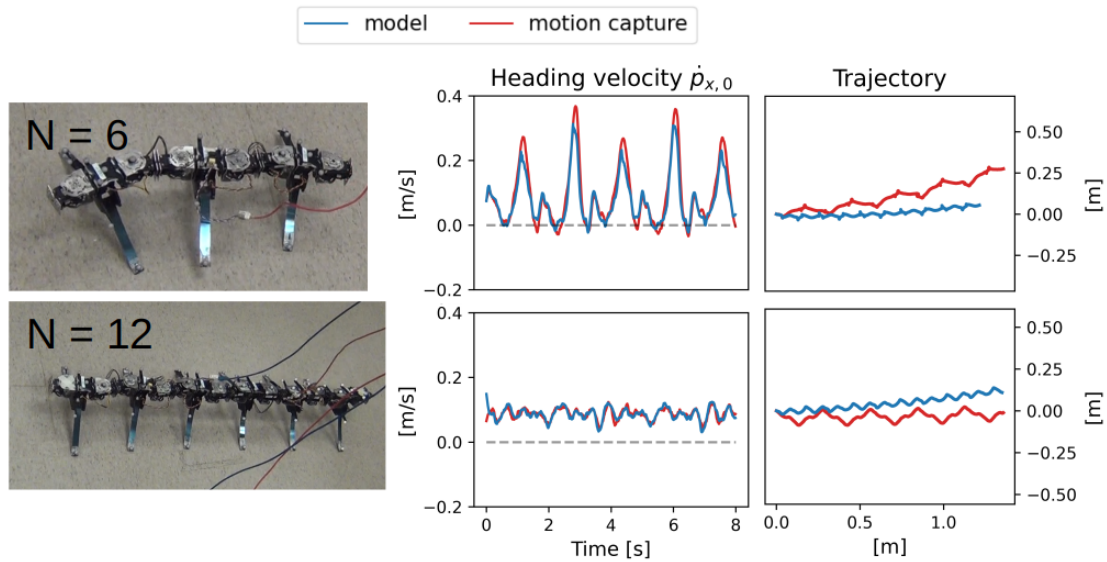 model
motion capture
Heading velocity ṗx,0
Trajectory
N = 6
[m/s]
0.4
0.2
0.0
−0.2
0.50
0.25
0.00
−0.25
[m]
N = 12
[m/s]
0.4
0.2
0.0
−0.2
0 2 4 6 8
Time [s]
0.50
0.25
0.00
−0.25
−0.50
[m]
0.0 0.5 1.0
[m]